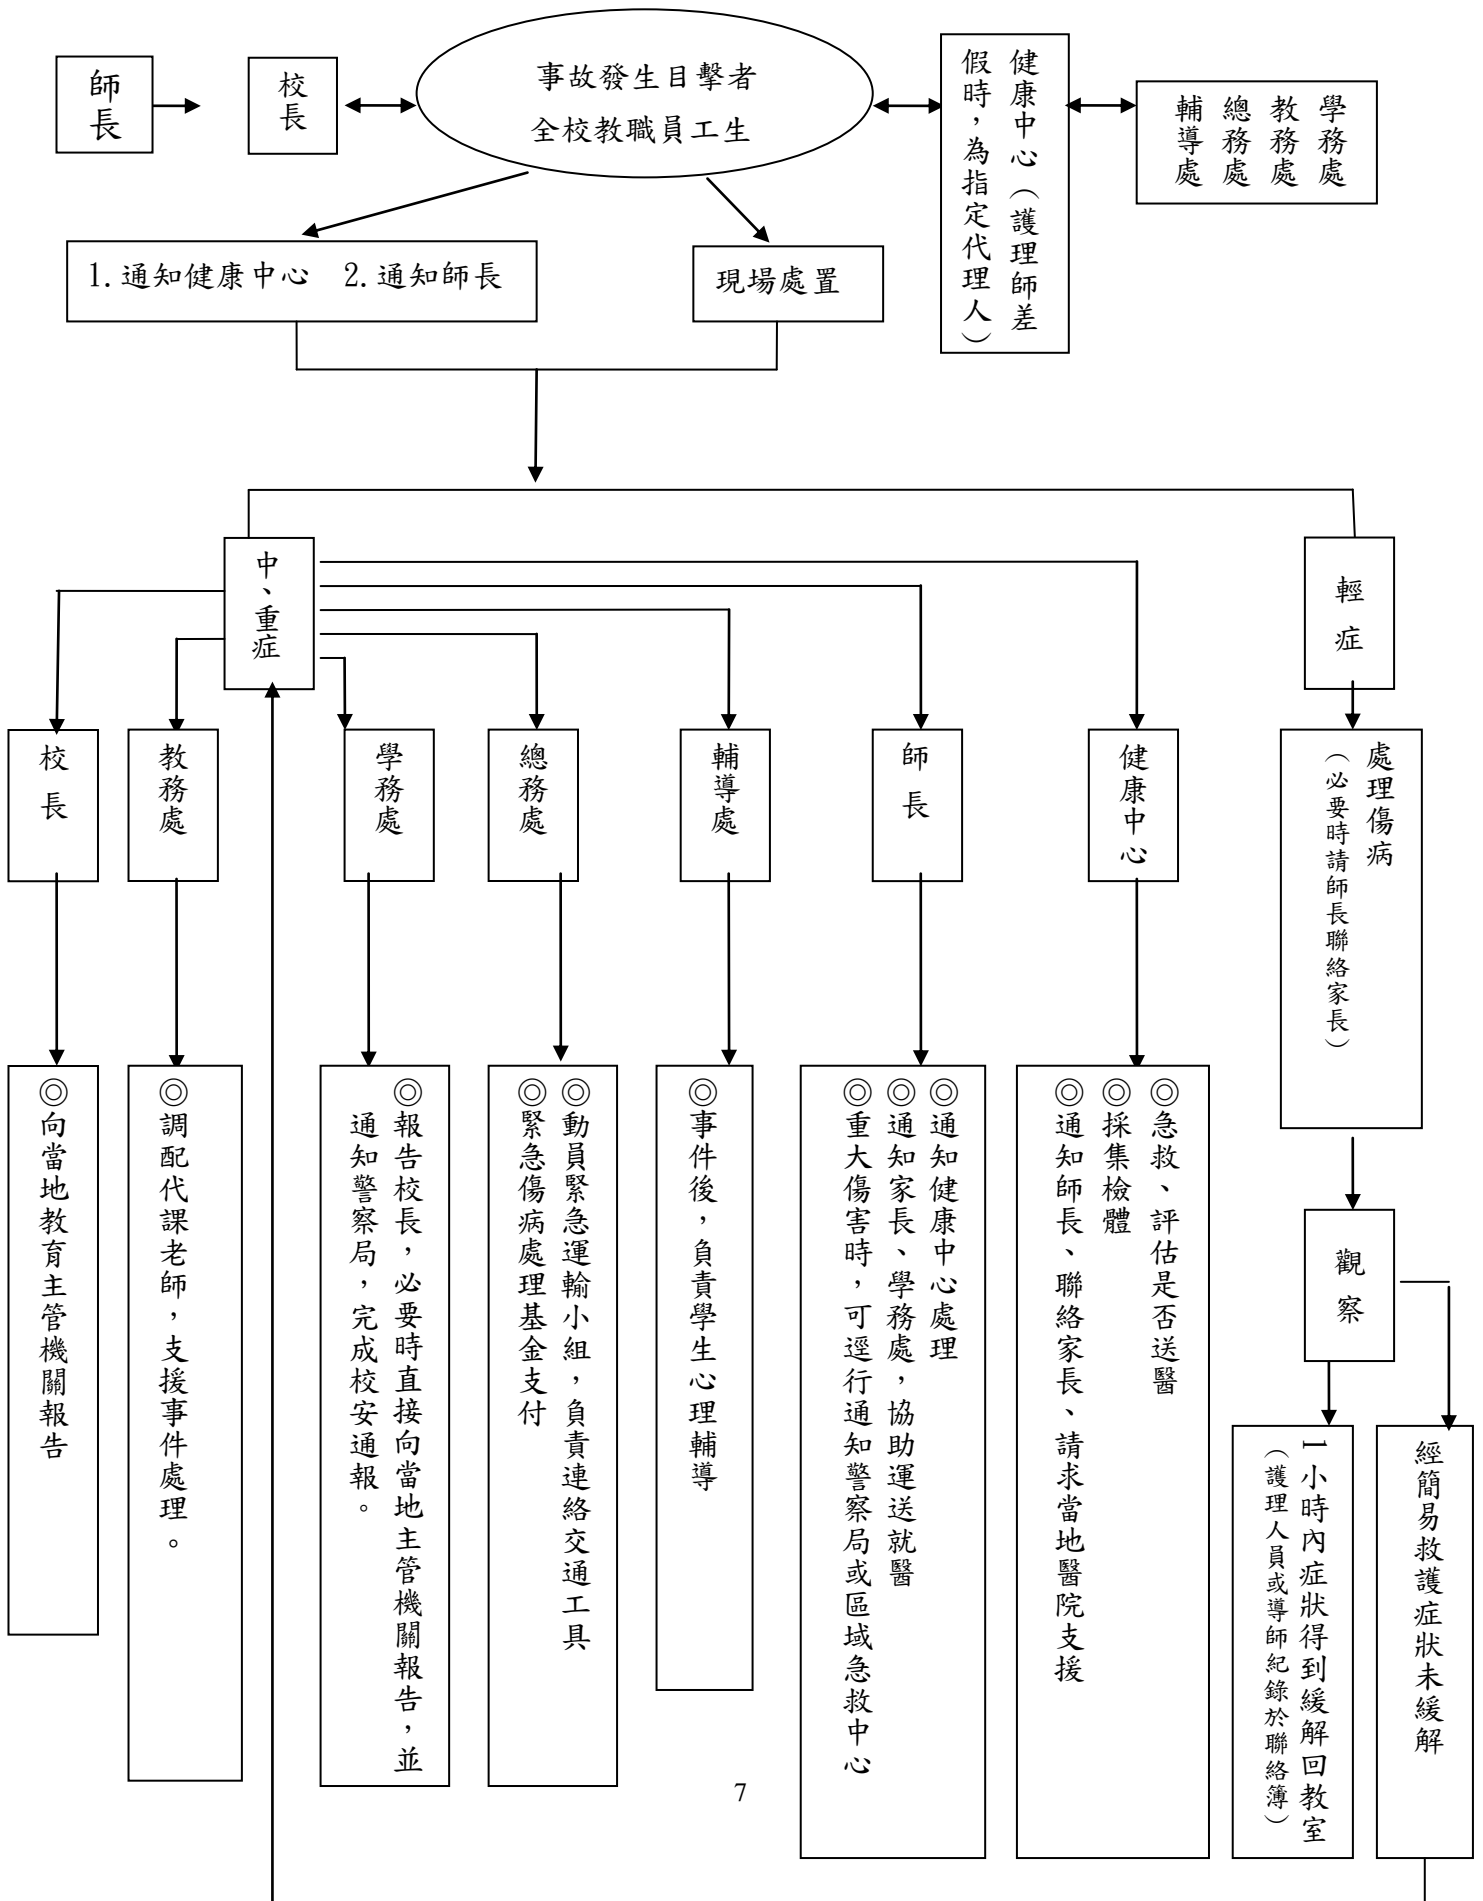 師長
校長
事故發生目擊者
全校教職員工生
健康中心（護理師差
假時，為指定代理人）
學務處
教務處
總務處
輔導處
1.通知健康中心 2.通知師長
現場處置
中、重症
輕症
校長
教務處
學務處
總務處
輔導處
師長
健康中心
處理傷病
（必要時請師長聯絡家長）
◎向當地教育主管機關報告
◎調配代課老師，支援事件處理。
◎報告校長，必要時直接向當地主管機關報告，並
通知警察局，完成校安通報。
◎動員緊急運輸小組，負責連絡交通工具
◎緊急傷病處理基金支付
◎事件後，負責學生心理輔導
◎通知健康中心處理
◎通知家長、學務處，協助運送就醫
◎重大傷害時，可逕行通知警察局或區域急救中心
◎急救、評估是否送醫
◎採集檢體
◎通知師長、聯絡家長、請求當地醫院支援
觀察
1小時內症狀得到緩解回教室
（護理人員或導師紀錄於聯絡簿）
經簡易救護症狀未緩解
7